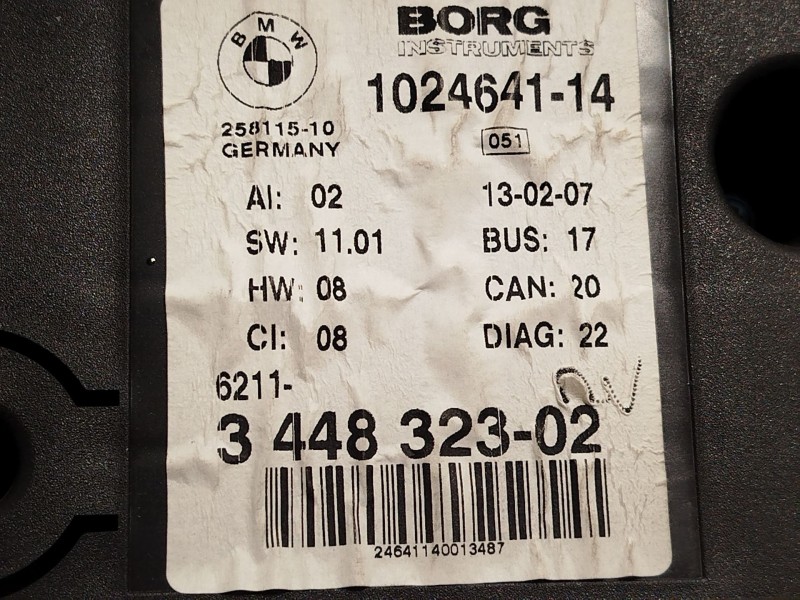 BMW
BORG
INSTRUMENTS
1024641-14
258115-10
GERMANY
051
AI: 02
13-02-07
SW: 11.01
BUS: 17
HW: 08
CAN: 20
CI: 08
DIAG: 22
6211-
3 448 323-02
24641140013487